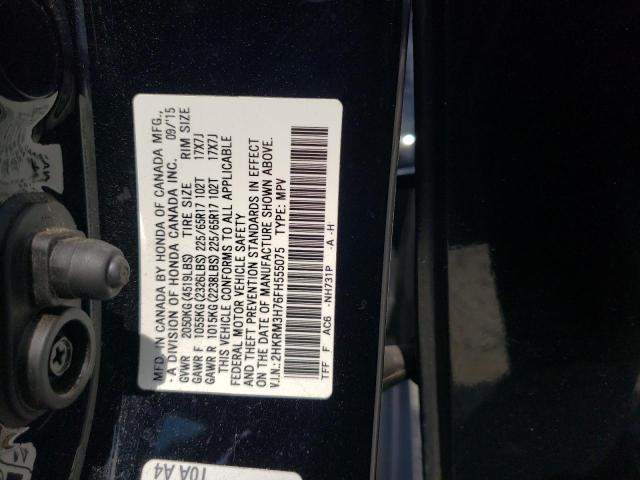 MFD. IN CANADA BY HONDA OF CANADA MFG.,
- A DIVISION OF HONDA CANADA INC. 09/'15
GVWR 2050KG (4519LBS) TIRE SIZE RIM SIZE
GAWR F 1055KG (2326LBS) 225/65R17 102T 17X7J
GAWR R 1015KG (2238LBS) 225/65R17 102T 17X7J
THIS VEHICLE CONFORMS TO ALL APPLICABLE
FEDERAL MOTOR VEHICLE SAFETY
AND THEFT PREVENTION STANDARDS IN EFFECT
ON THE DATE OF MANUFACTURE SHOWN ABOVE.
V.I.N.: 2HKRM3H76FH555075 TYPE: MPV
TFF F AC6 -NH731P -A -H'
10A A4